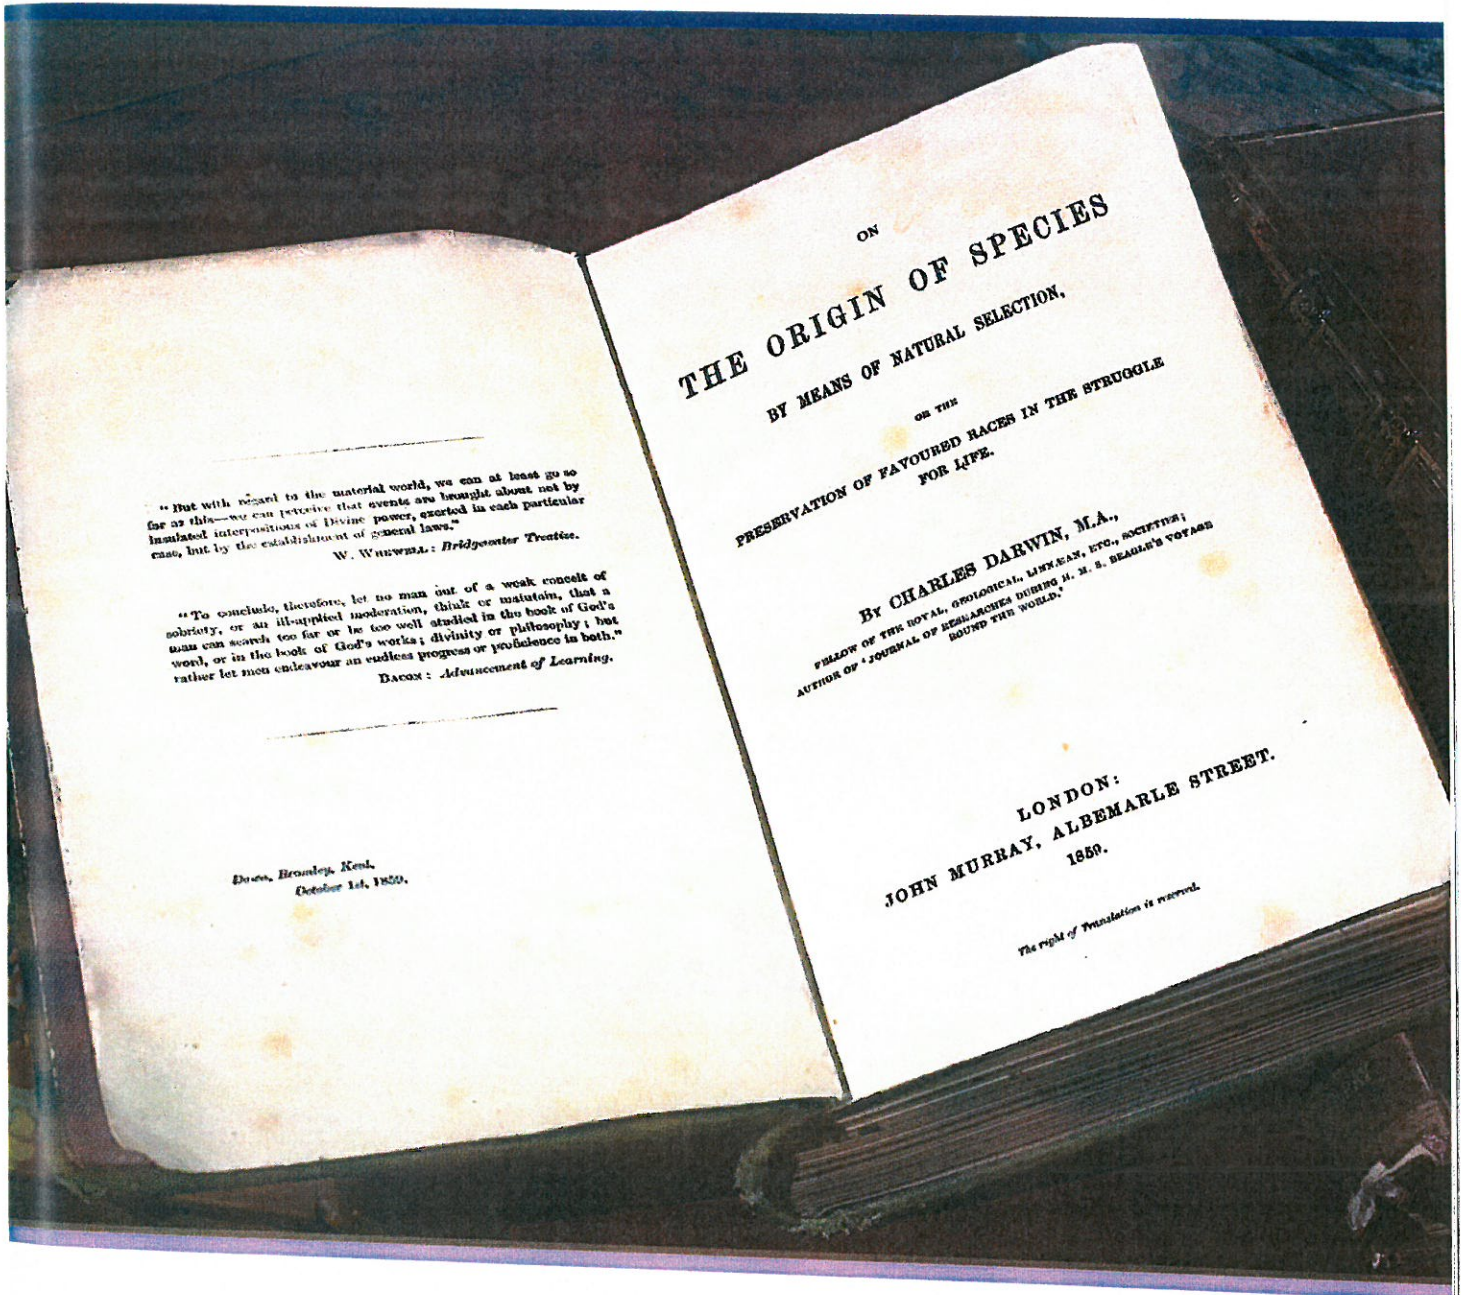 “But with regard to the material world, we can at least go so
far as this—we can perceive that events are brought about not by
insulated interpositions of Divine power, exerted in each particular
case, but by the establishment of general laws.”
W. WHEWELL: Bridgewater Treatise.
“To conclude, therefore, let no man out of a weak conceit of
sobriety, or an ill-applied moderation, think or maintain, that a
man can search too far or be too well studied in the book of God's
word, or in the book of God's works; divinity or philosophy; but
rather let men endeavour an endless progress or proficience in both.”
BACON: Advancement of Learning.
Down, Bromley, Kent,
October 1st, 1859.
ON
THE ORIGIN OF SPECIES
BY MEANS OF NATURAL SELECTION,
OR THE
PRESERVATION OF FAVOURED RACES IN THE STRUGGLE
FOR LIFE.
BY CHARLES DARWIN, M.A.,
FELLOW OF THE ROYAL, GEOLOGICAL, LINNÆAN, ETC., SOCIETIES;
AUTHOR OF ‘JOURNAL OF RESEARCHES DURING H. M. S. BEAGLE'S VOYAGE
ROUND THE WORLD.’
LONDON:
JOHN MURRAY, ALBEMARLE STREET.
1859.
The right of Translation is reserved.